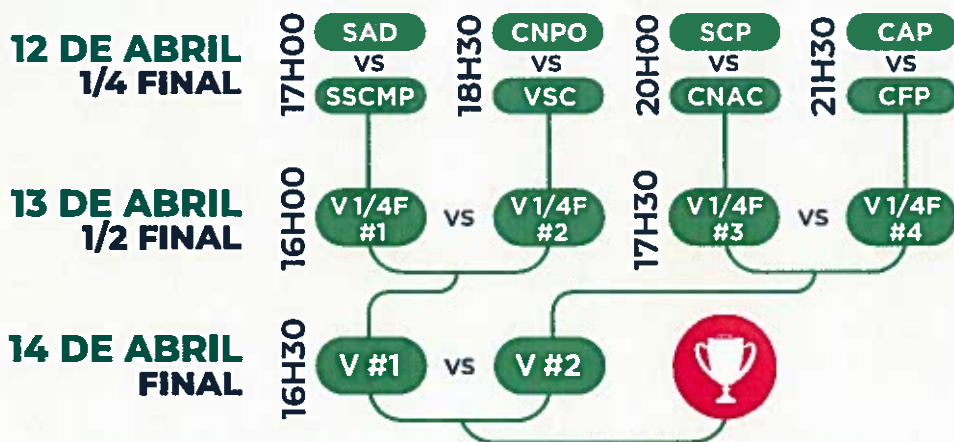 12 DE ABRIL
1/4 FINAL
17H00
SAD
VS
SSCMP
18H30
CNPO
VS
VSC
20H00
SCP
VS
CNAC
21H30
CAP
VS
CFP
13 DE ABRIL
1/2 FINAL
16H00
V 1/4F
#1
VS
V 1/4F
#2
17H30
V 1/4F
#3
VS
V 1/4F
#4
14 DE ABRIL
FINAL
16H30
V #1
VS
V #2